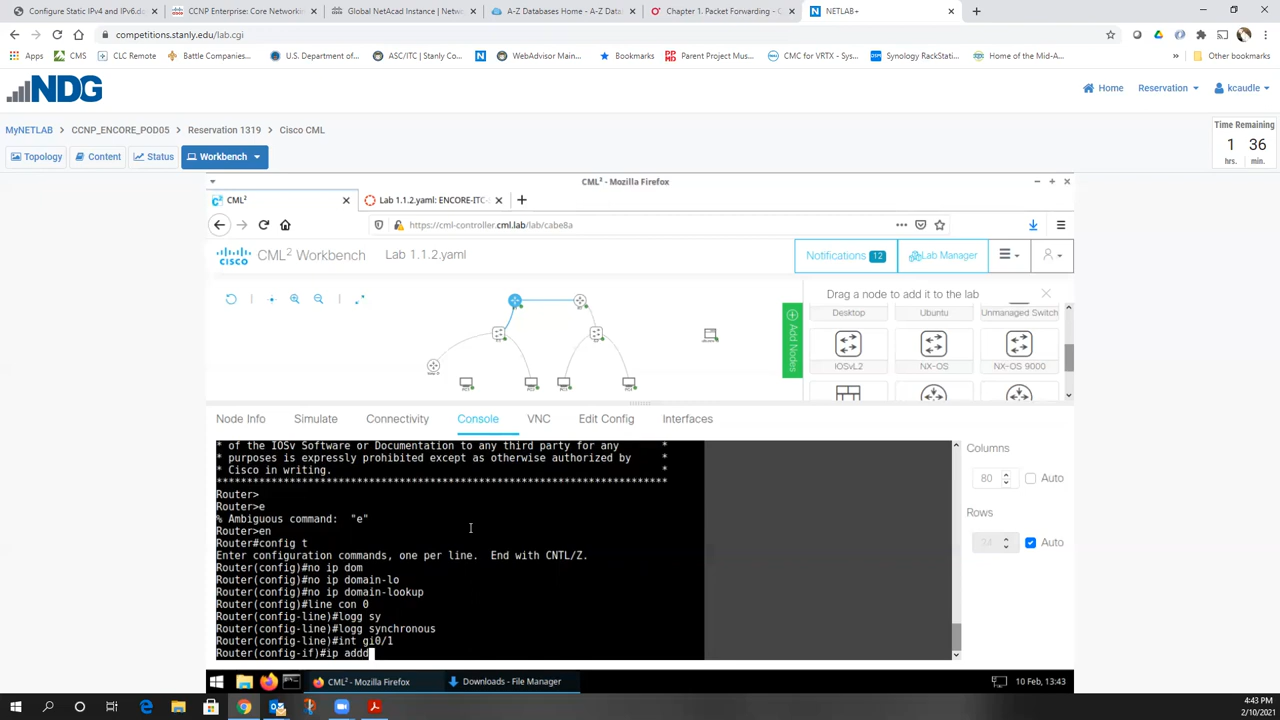 Configure Static IPv4 and IPv6.do
CCNP Enterprise: Core Networkin
Global NetAcad Instance | Netwo
A-Z Databases Home - A-Z Datab
Chapter 1. Packet Forwarding - C
NETLAB+
competitions.stanly.edu/lab.cgi
Apps
CMS
CLC Remote
Battle Companies...
U.S. Department of...
ASC/ITC | Stanly Co...
WebAdvisor Main...
Bookmarks
Parent Project Mus...
CMC for VRTX - Sys...
Synology RackStati...
Home of the Mid-A...
»
Other bookmarks
NDG
Home
Reservation
kcaudle
MyNETLAB > CCNP_ENCORE_POD05 > Reservation 1319 > Cisco CML
Time Remaining
1 36
hrs. min.
Topology
Content
Status
Workbench
CML² - Mozilla Firefox
CML²
Lab 1.1.2.yaml: ENCORE-ITC-
https://cml-controller.cml.lab/lab/cabe8a
CISCO
CML² Workbench
Lab 1.1.2.yaml
Notifications 12
Lab Manager
Drag a node to add it to the lab
Add Nodes
Desktop
Ubuntu
Unmanaged Switch
IOSvL2
NX-OS
NX-OS 9000
Node Info
Simulate
Connectivity
Console
VNC
Edit Config
Interfaces
* of the IOSv Software or Documentation to any third party for any *
* purposes is expressly prohibited except as otherwise authorized by *
* Cisco in writing. *
**************************************************************************
Router>
Router>e
% Ambiguous command:  "e"
Router>en
Router#config t
Enter configuration commands, one per line.  End with CNTL/Z.
Router(config)#no ip dom
Router(config)#no ip domain-lo
Router(config)#no ip domain-lookup
Router(config)#line con 0
Router(config-line)#logg sy
Router(config-line)#logg synchronous
Router(config-line)#int gi0/1
Router(config-if)#ip addd
Columns
80
Auto
Rows
24
Auto
CML² - Mozilla Firefox
Downloads - File Manager
10 Feb, 13:43
4:43 PM
2/10/2021